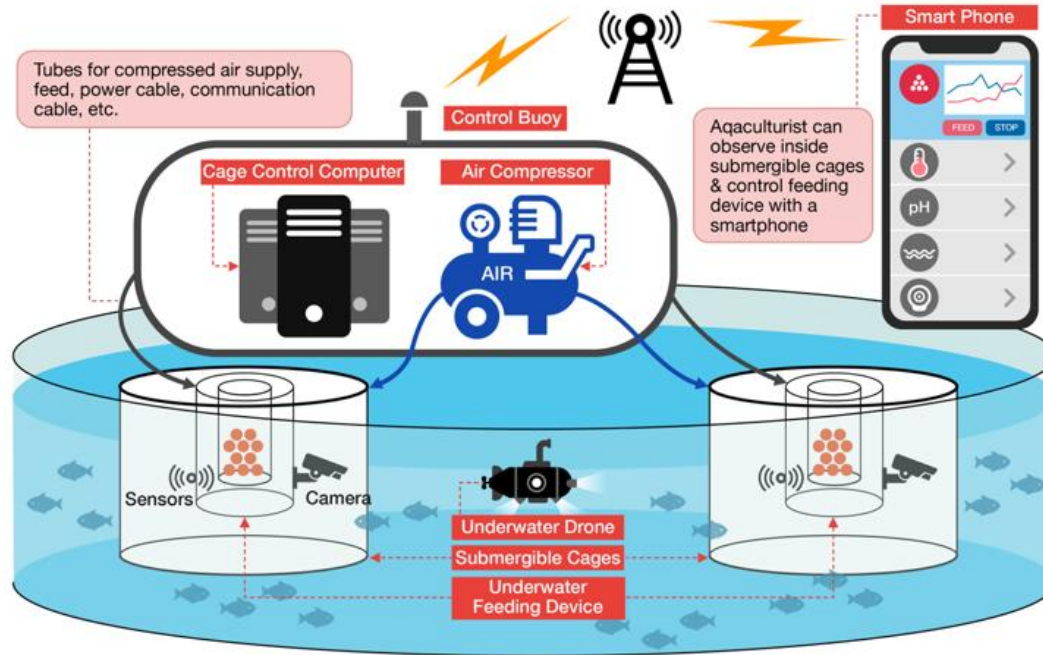 Smart Phone
Tubes for compressed air supply,
feed, power cable, communication
cable, etc.
Control Buoy
FEED
STOP
Aqaculturist can
observe inside
submergible cages
& control feeding
device with a
smartphone
Cage Control Computer
Air Compressor
pH
AIR
Sensors
Camera
Underwater Drone
Submergible Cages
Underwater
Feeding Device